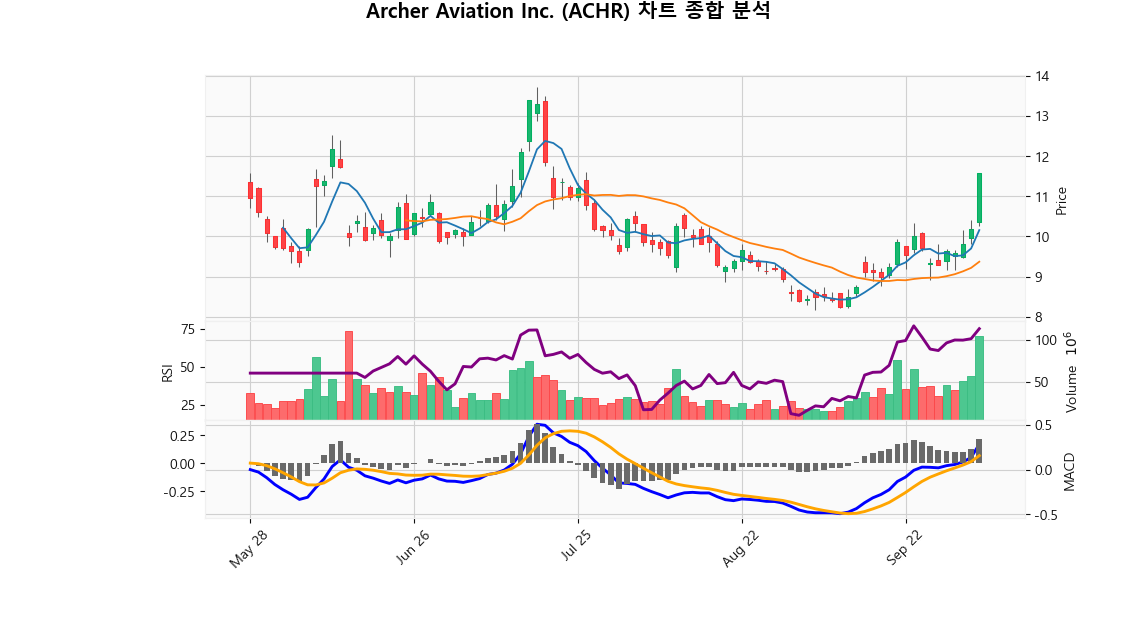 Archer Aviation Inc. (ACHR) 차트 종합 분석
14
13
12
11
10
9
8
Price
75
50
25
RSI
100
50
Volume 10⁶
0.25
0.00
-0.25
0.5
0.0
-0.5
MACD
May 28
Jun 26
Jul 25
Aug 22
Sep 22